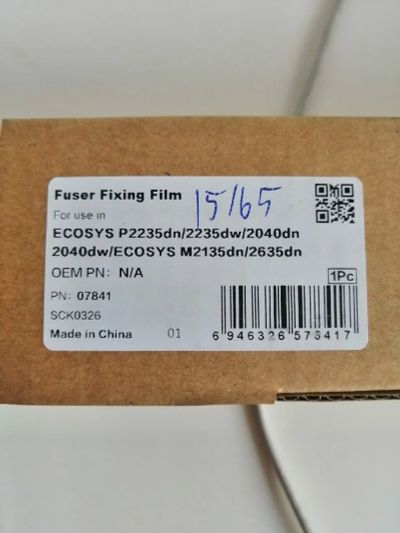 Fuser Fixing Film
15/65
For use in
ECOSYS P2235dn/2235dw/2040dn
2040dw/ECOSYS M2135dn/2635dn
OEM PN: N/A
1Pc
PN: 07841
SCK0326
Made in China 01
6 946326 575417